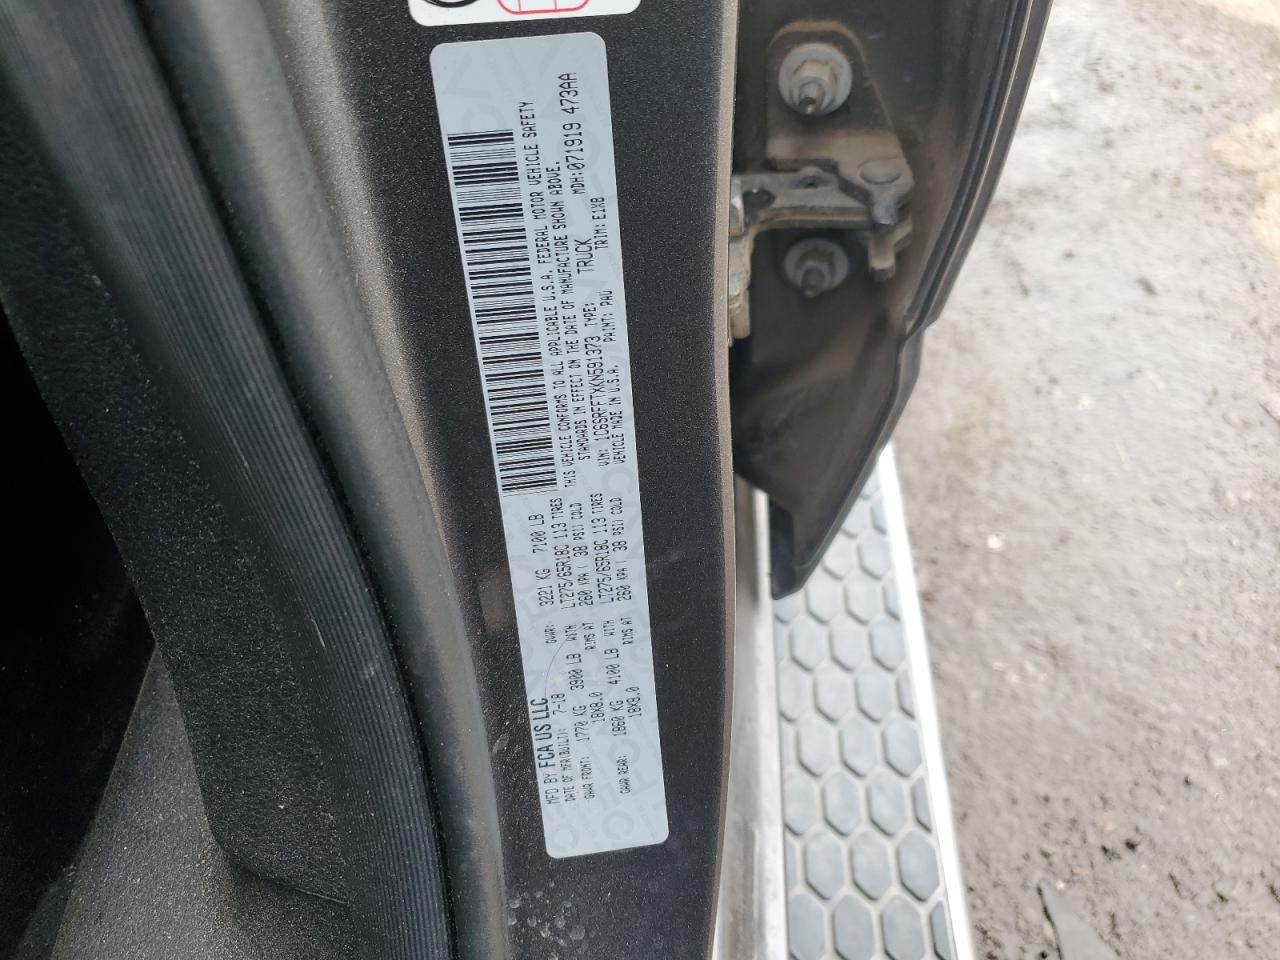 MFD BY FCA US LLC
DATE OF MFR(BUILT): 7-18 GVWR: 3221 KG 7100 LB
GAWR FRONT: 1770 KG 3900 LB WITH LT275/65R18C 113 TIRES
18X8.0 RIMS AT 260 KPA ( 38 PSI) COLD
GAWR REAR: 1860 KG 4100 LB WITH LT275/65R18C 113 TIRES
18X8.0 RIMS AT 260 KPA ( 38 PSI) COLD
THIS VEHICLE CONFORMS TO ALL APPLICABLE U.S.A. FEDERAL MOTOR VEHICLE SAFETY
STANDARDS IN EFFECT ON THE DATE OF MANUFACTURE SHOWN ABOVE.
VIN: 1C6SRFFTXKN591373 TYPE: TRUCK MDH:071919 473AA
VEHICLE MADE IN U.S.A. PAINT: PAU TRIM: E1X8